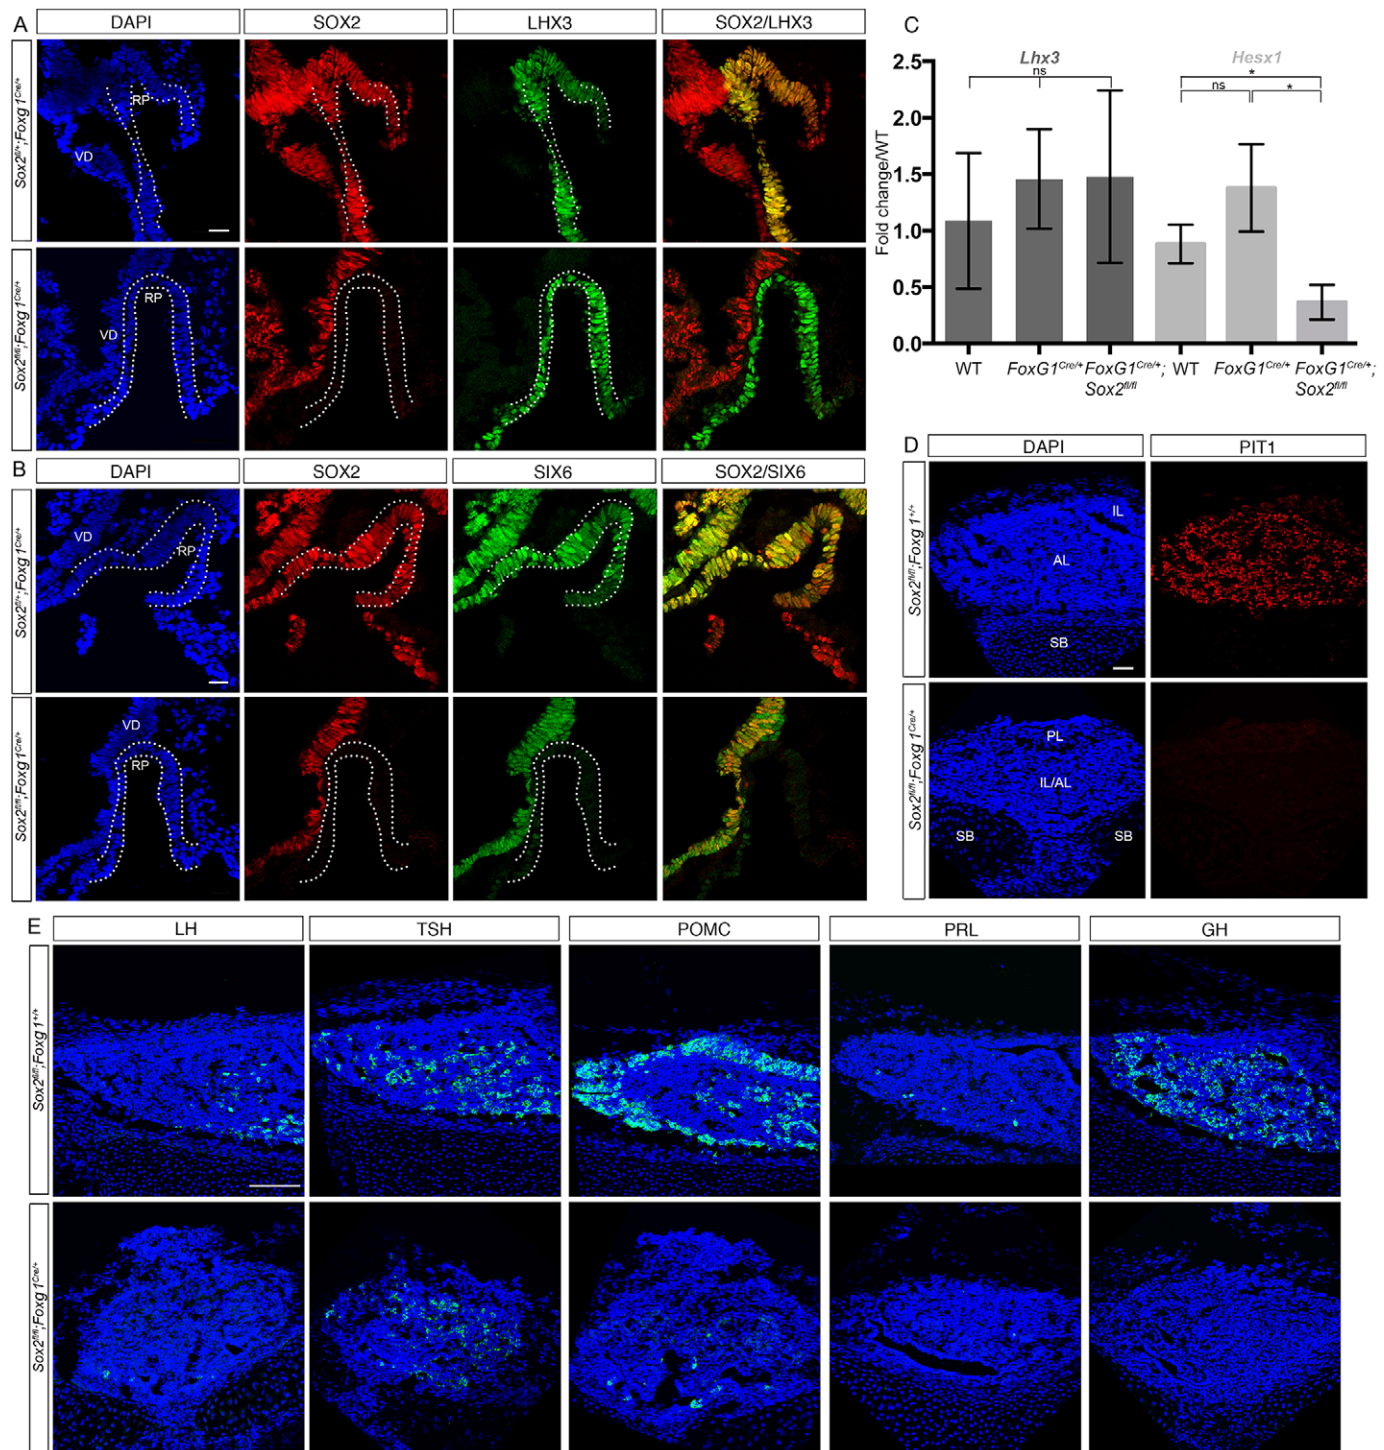 A
DAPI
SOX2
LHX3
SOX2/LHX3
Sox2fl/+;Foxg1Cre/+
RP
VD
Sox2fl/fl;Foxg1Cre/+
RP
VD
B
DAPI
SOX2
SIX6
SOX2/SIX6
Sox2fl/+;Foxg1Cre/+
VD
RP
Sox2fl/fl;Foxg1Cre/+
VD
RP
C
Lhx3
Hesx1
ns
*
ns
*
Fold change/WT
2.5
2.0
1.5
1.0
0.5
0.0
WT
FoxG1Cre/+
FoxG1Cre/+;
Sox2fl/fl
WT
FoxG1Cre/+
FoxG1Cre/+;
Sox2fl/fl
D
DAPI
PIT1
Sox2fl/fl;Foxg1+/+
IL
AL
SB
Sox2fl/fl;Foxg1Cre/+
PL
IL/AL
SB
SB
E
LH
TSH
POMC
PRL
GH
Sox2fl/fl;Foxg1+/+
Sox2fl/fl;Foxg1Cre/+